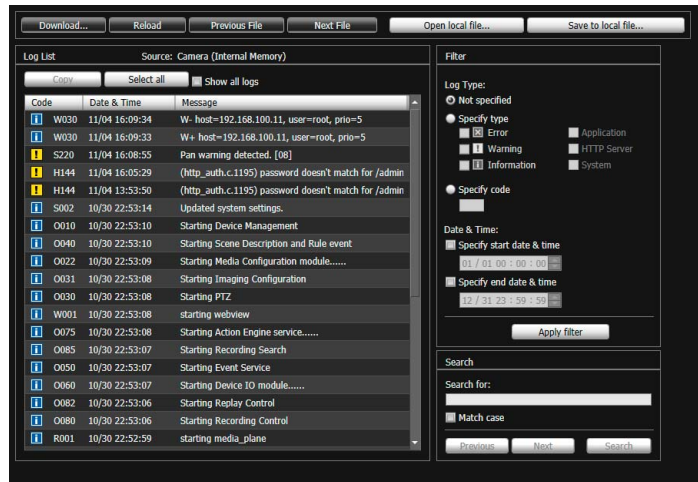 Download... Reload Previous File Next File Open local file... Save to local file...
Log List Source: Camera (Internal Memory)
Copy Select all Show all logs
Code Date & Time Message
W030 11/04 16:09:34 W- host=192.168.100.11, user=root, prio=5
W030 11/04 16:09:33 W+ host=192.168.100.11, user=root, prio=5
S220 11/04 16:08:55 Pan warning detected. [08]
H144 11/04 16:05:29 (http_auth.c.1195) password doesn't match for /admin
H144 11/04 13:53:50 (http_auth.c.1195) password doesn't match for /admin
S002 10/30 22:53:14 Updated system settings.
O010 10/30 22:53:10 Starting Device Management
O040 10/30 22:53:10 Starting Scene Description and Rule event
O022 10/30 22:53:09 Starting Media Configuration module......
O031 10/30 22:53:08 Starting Imaging Configuration
O030 10/30 22:53:08 Starting PTZ
W001 10/30 22:53:08 starting webview
O075 10/30 22:53:08 Starting Action Engine service......
O085 10/30 22:53:07 Starting Recording Search
O050 10/30 22:53:07 Starting Event Service
O060 10/30 22:53:07 Starting Device IO module......
O082 10/30 22:53:06 Starting Replay Control
O080 10/30 22:53:06 Starting Recording Control
R001 10/30 22:52:59 starting media_plane
Filter
Log Type:
Not specified
Specify type
Error Application
Warning HTTP Server
Information System
Specify code
Date & Time:
Specify start date & time
01 / 01 00 : 00 : 00
Specify end date & time
12 / 31 23 : 59 : 59
Apply filter
Search
Search for:
Match case
Previous Next Search